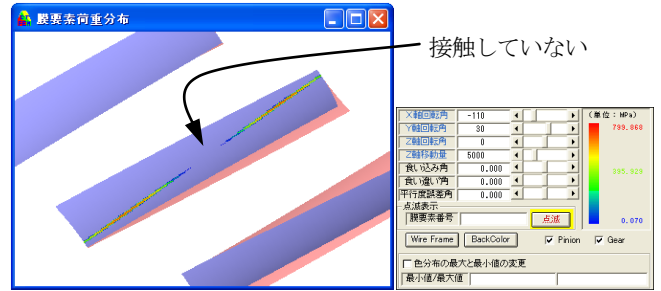 膜要素荷重分布
接触していない
X軸回転角 -110
Y軸回転角 30
Z軸回転角 0
Z軸移動量 5000
食い込み角 0.000
食い違い角 0.000
平行度誤差角 0.000
点滅表示
膜要素番号 点滅
(単位:MPa)
799.868
0.070
Wire Frame BackColor Pinion Gear
色分布の最大と最小値の変更
最小値/最大値